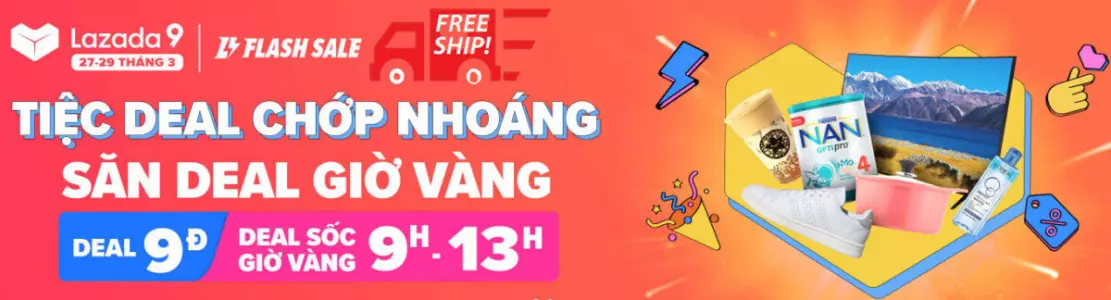 Lazada 9
27-29 THÁNG 3
FLASH SALE
FREE
SHIP!
TIỆC DEAL CHỚP NHOÁNG
SĂN DEAL GIỜ VÀNG
DEAL 9Đ
DEAL SỐC
GIỜ VÀNG
9H - 13H
Nestlé
NAN
OPTIPRO
4
%